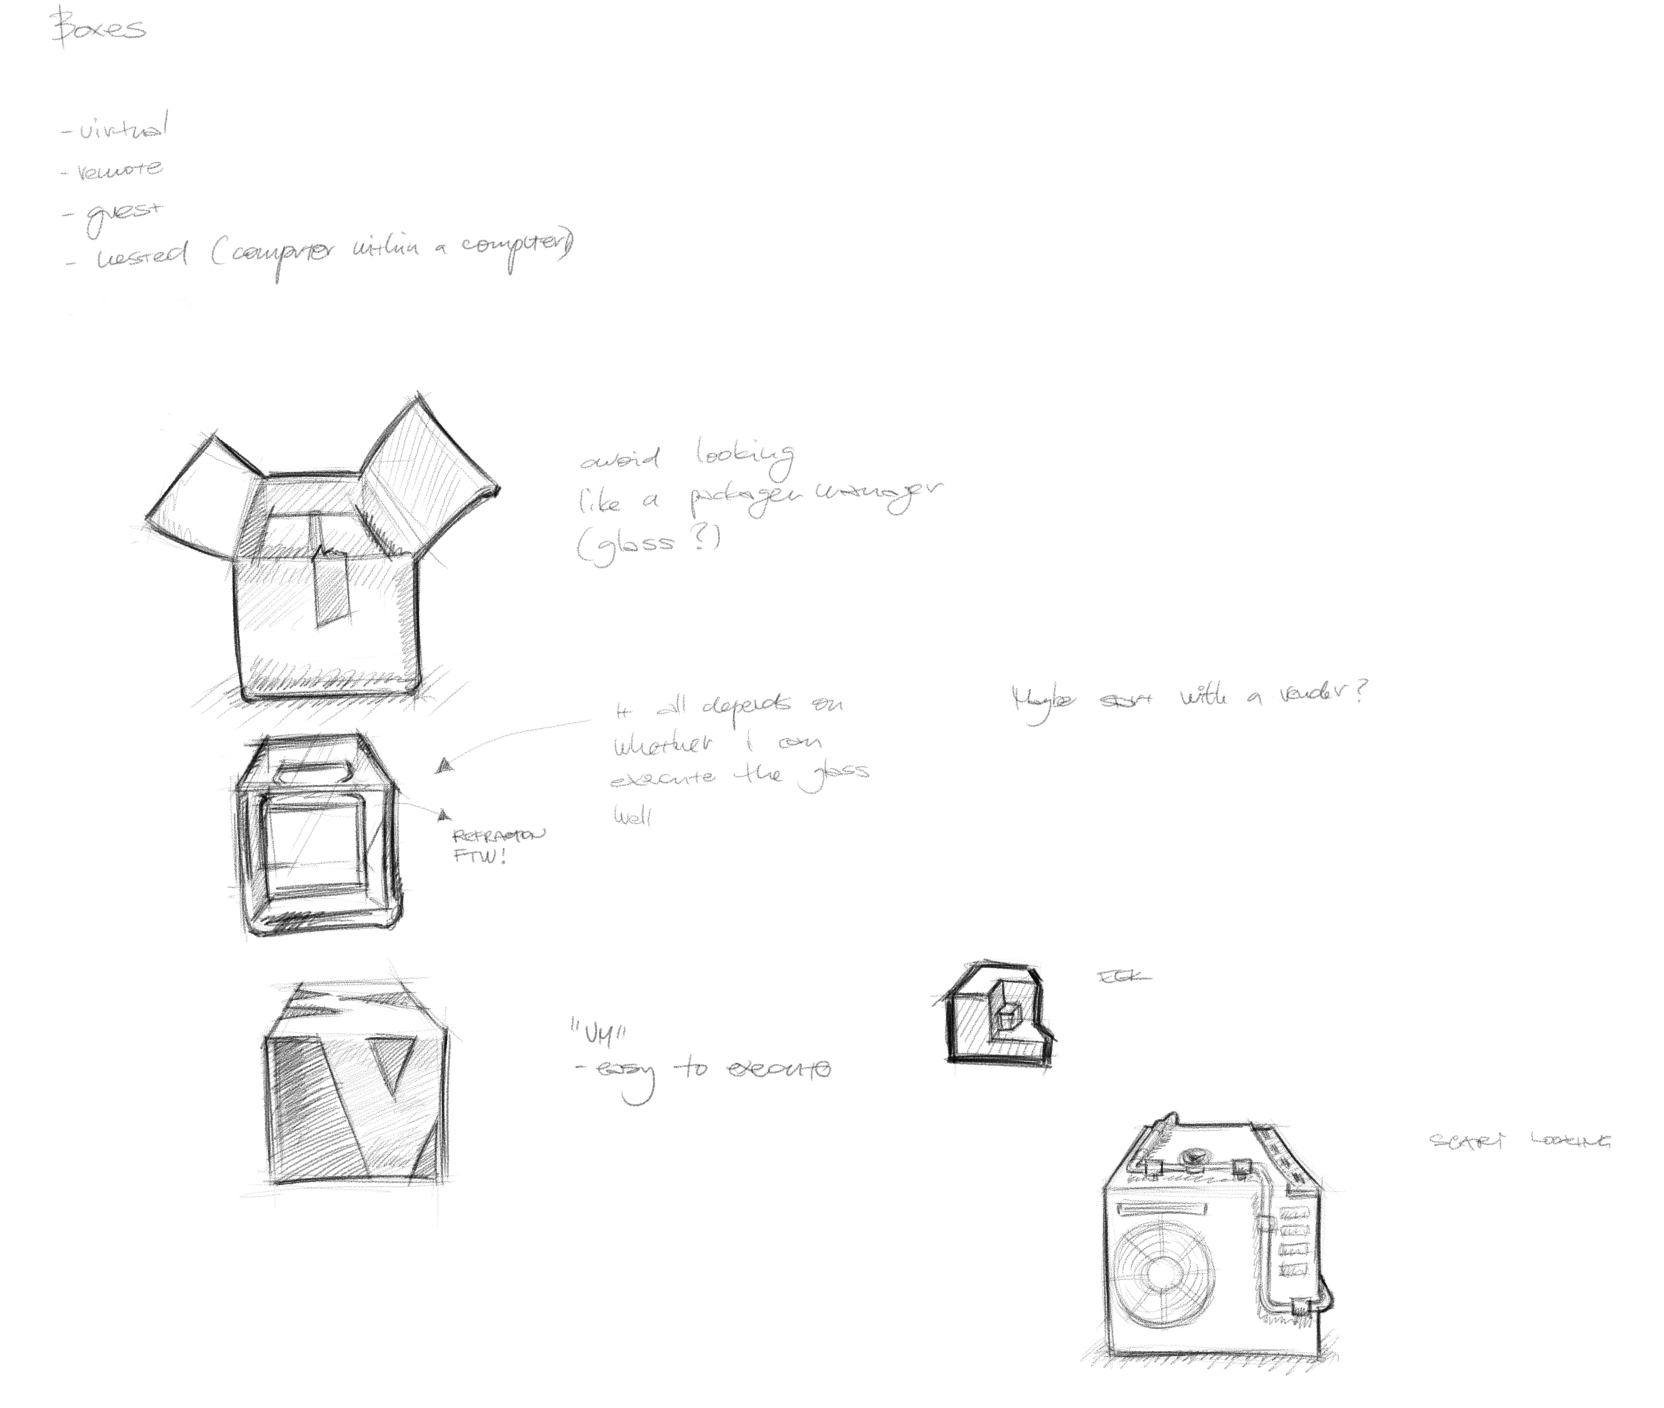 Boxes
- virtual
- remote
- guest
- nested (computer within a computer)
avoid looking
like a packager manager
(glass?)
It all depends on
whether I can
execute the glass
well
Maybe start with a render?
REFRACTION
FTW!
EEK
"VM"
- easy to execute
SCARY LOOKING